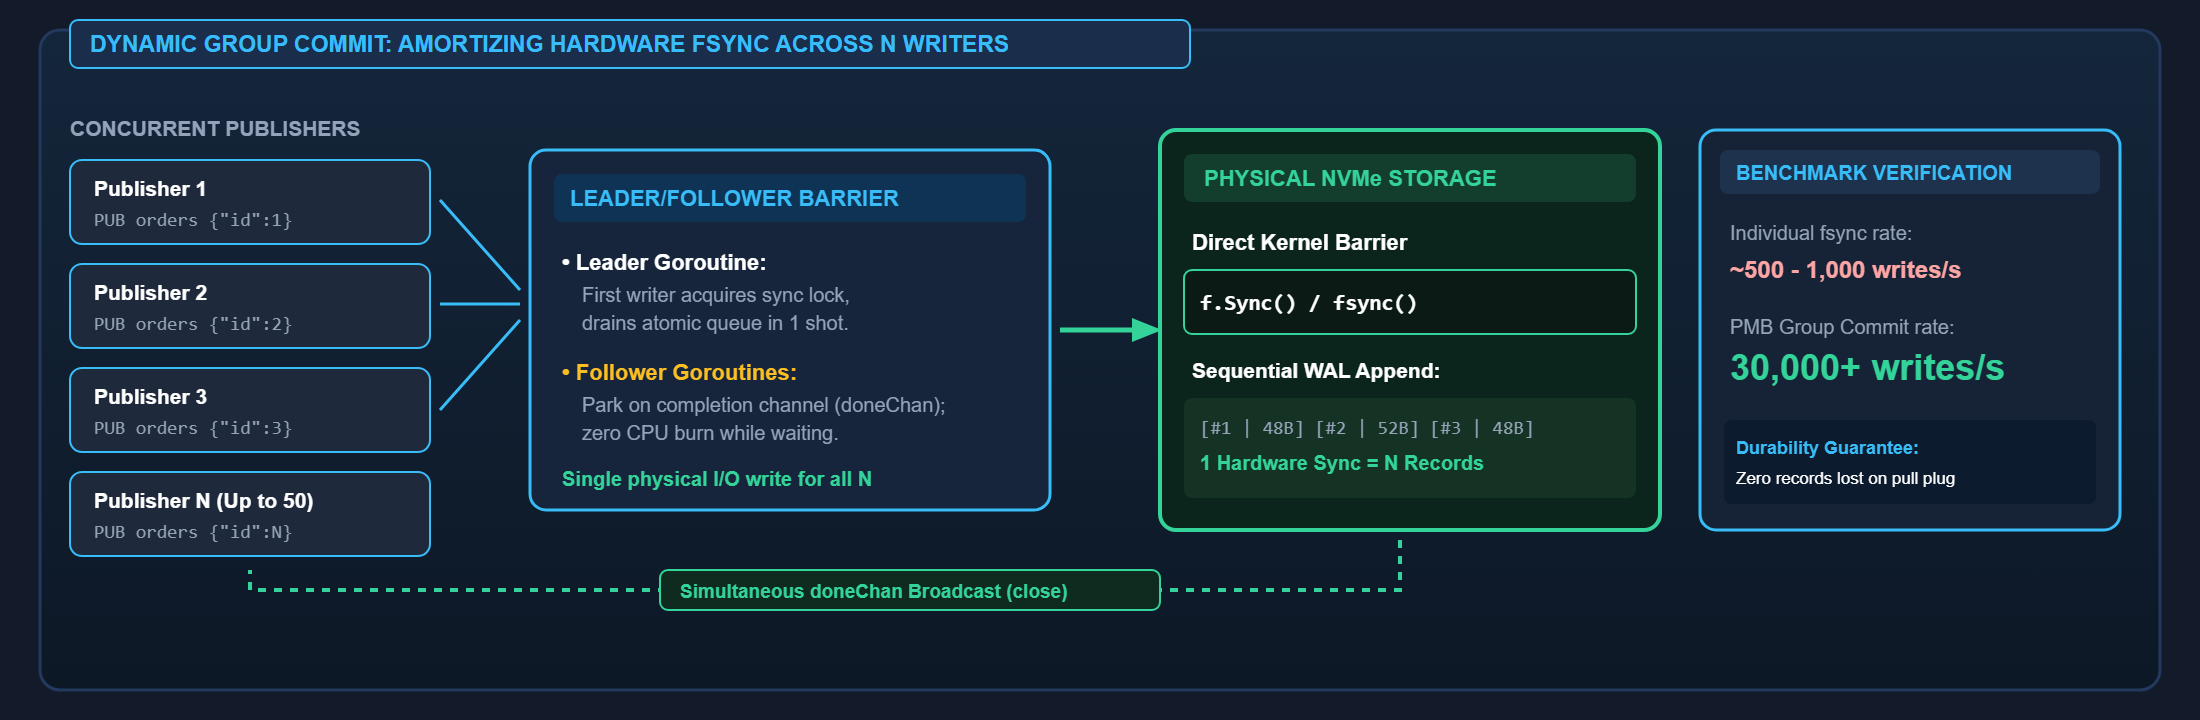 DYNAMIC GROUP COMMIT: AMORTIZING HARDWARE FSYNC ACROSS N WRITERS
CONCURRENT PUBLISHERS
Publisher 1
PUB orders {"id":1}
Publisher 2
PUB orders {"id":2}
Publisher 3
PUB orders {"id":3}
Publisher N (Up to 50)
PUB orders {"id":N}
LEADER/FOLLOWER BARRIER
• Leader Goroutine:
First writer acquires sync lock,
drains atomic queue in 1 shot.
• Follower Goroutines:
Park on completion channel (doneChan);
zero CPU burn while waiting.
Single physical I/O write for all N
PHYSICAL NVMe STORAGE
Direct Kernel Barrier
f.Sync() / fsync()
Sequential WAL Append:
[#1 | 48B] [#2 | 52B] [#3 | 48B]
1 Hardware Sync = N Records
BENCHMARK VERIFICATION
Individual fsync rate:
~500 - 1,000 writes/s
PMB Group Commit rate:
30,000+ writes/s
Durability Guarantee:
Zero records lost on pull plug
Simultaneous doneChan Broadcast (close)